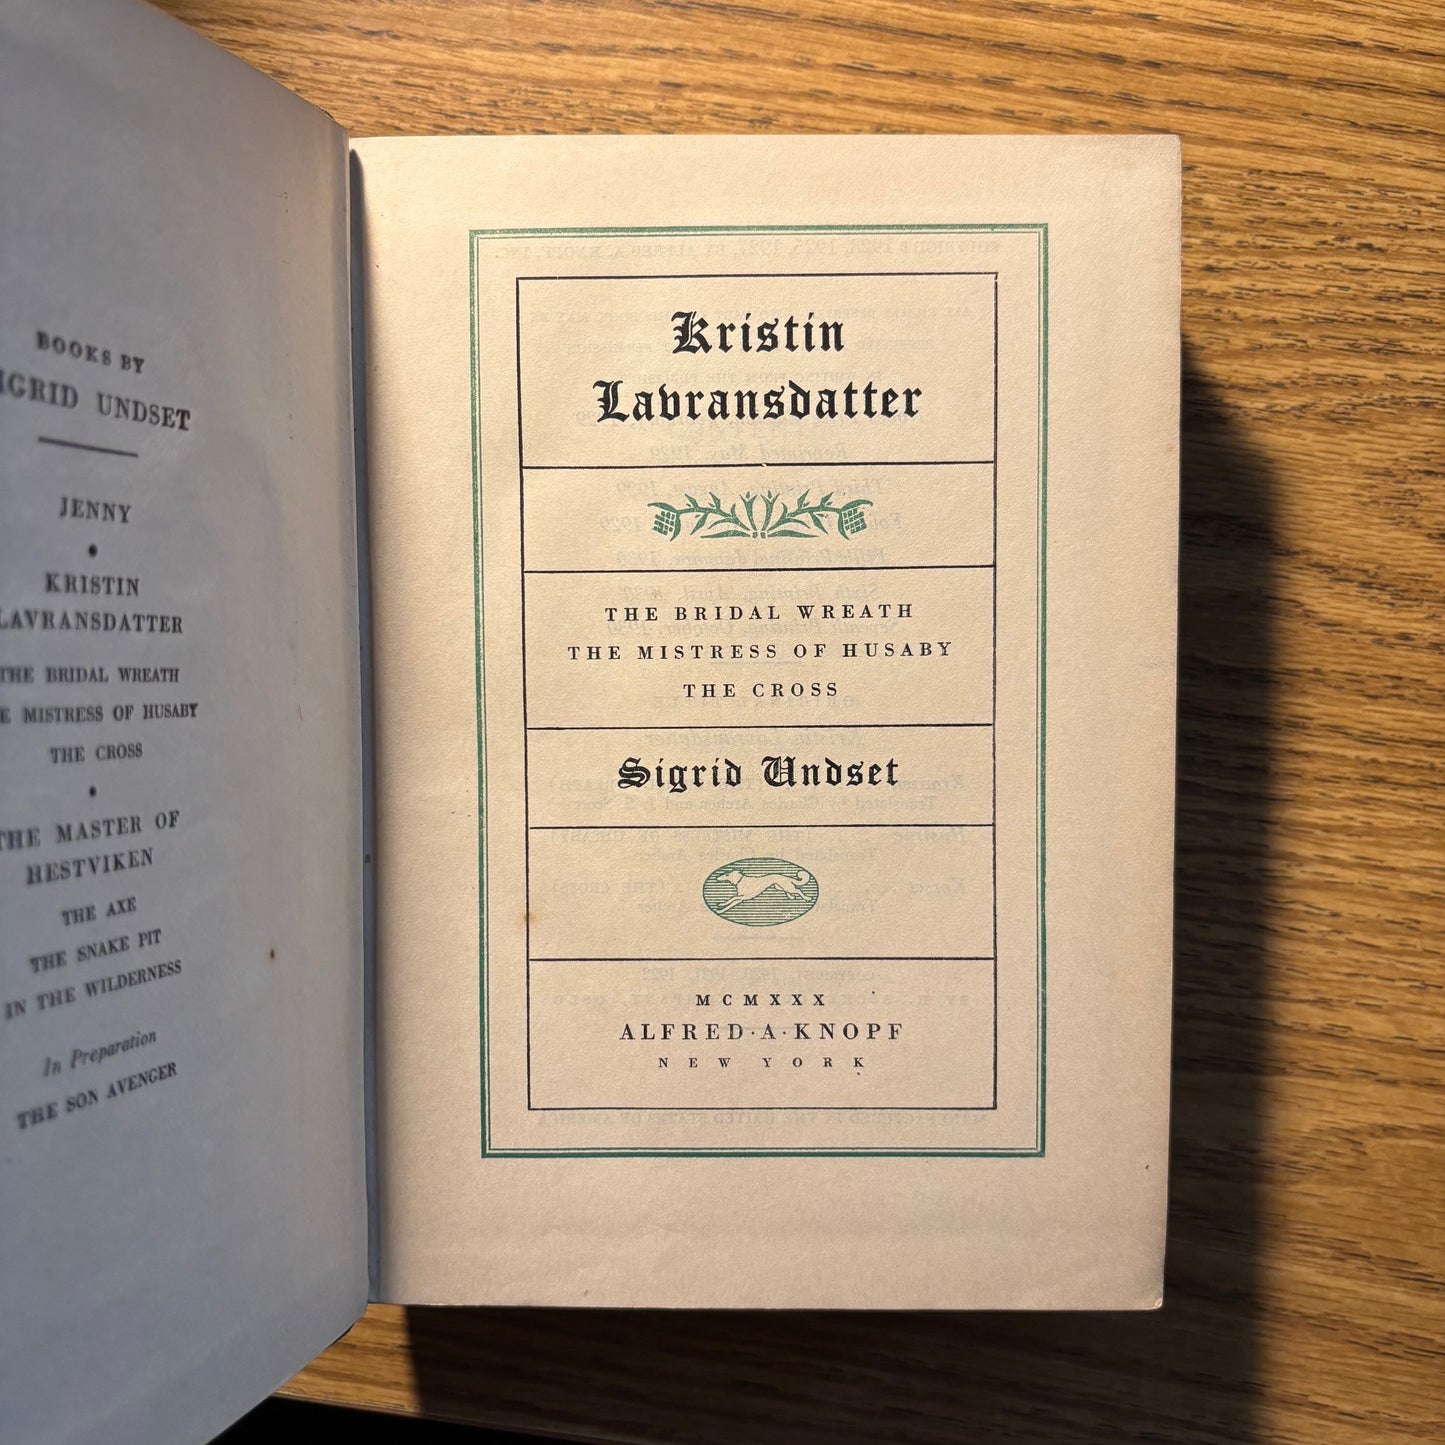 BOOKS BY
SIGRID UNDSET
JENNY
•
KRISTIN
LAVRANSDATTER
THE BRIDAL WREATH
MISTRESS OF HUSABY
THE CROSS
•
THE MASTER OF
HESTVIKEN
THE AXE
THE SNAKE PIT
IN THE WILDERNESS
In Preparation
THE SON AVENGER
Kristin
Lavransdatter
THE BRIDAL WREATH
THE MISTRESS OF HUSABY
THE CROSS
Sigrid Undset
MCMXXX
ALFRED·A·KNOPF
NEW YORK